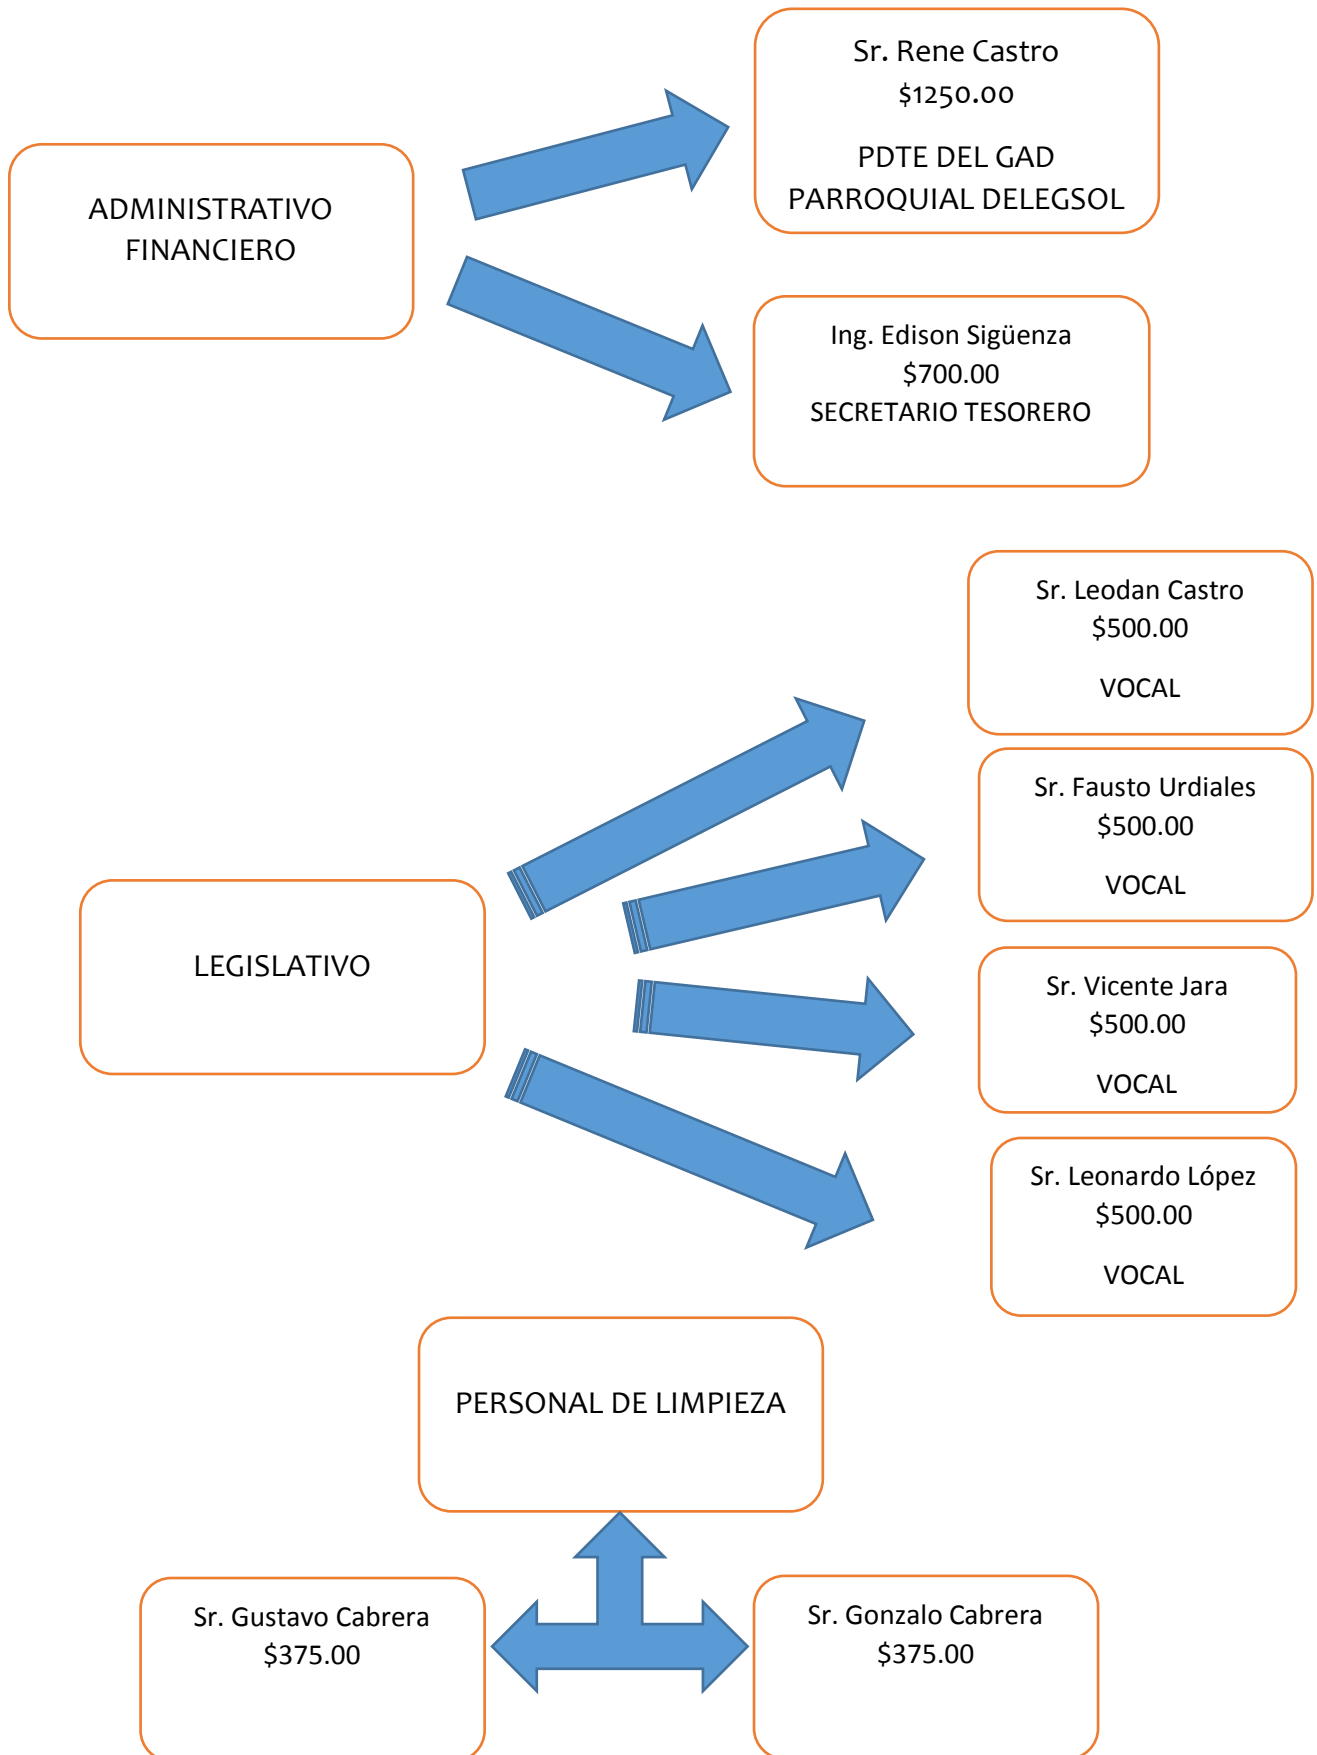 ADMINISTRATIVO
FINANCIERO
Sr. Rene Castro
$1250.00
PDTE DEL GAD
PARROQUIAL DELEGSOL
Ing. Edison Sigüenza
$700.00
SECRETARIO TESORERO
LEGISLATIVO
Sr. Leodan Castro
$500.00
VOCAL
Sr. Fausto Urdiales
$500.00
VOCAL
Sr. Vicente Jara
$500.00
VOCAL
Sr. Leonardo López
$500.00
VOCAL
PERSONAL DE LIMPIEZA
Sr. Gustavo Cabrera
$375.00
Sr. Gonzalo Cabrera
$375.00